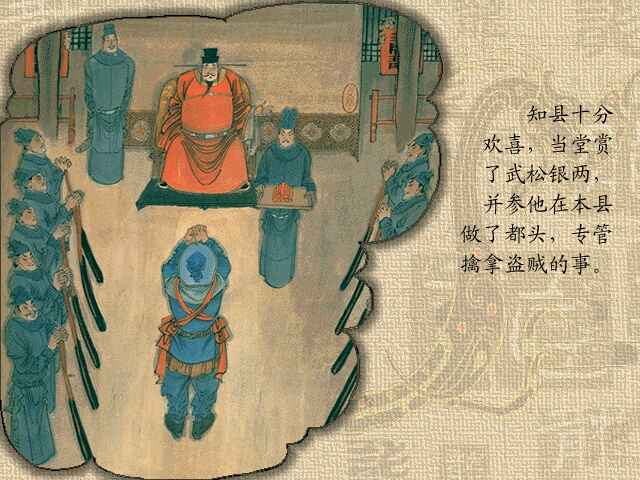 知县十分
欢喜，当堂赏
了武松银两，
并参他在本县
做了都头，专管
擒拿盗贼的事。